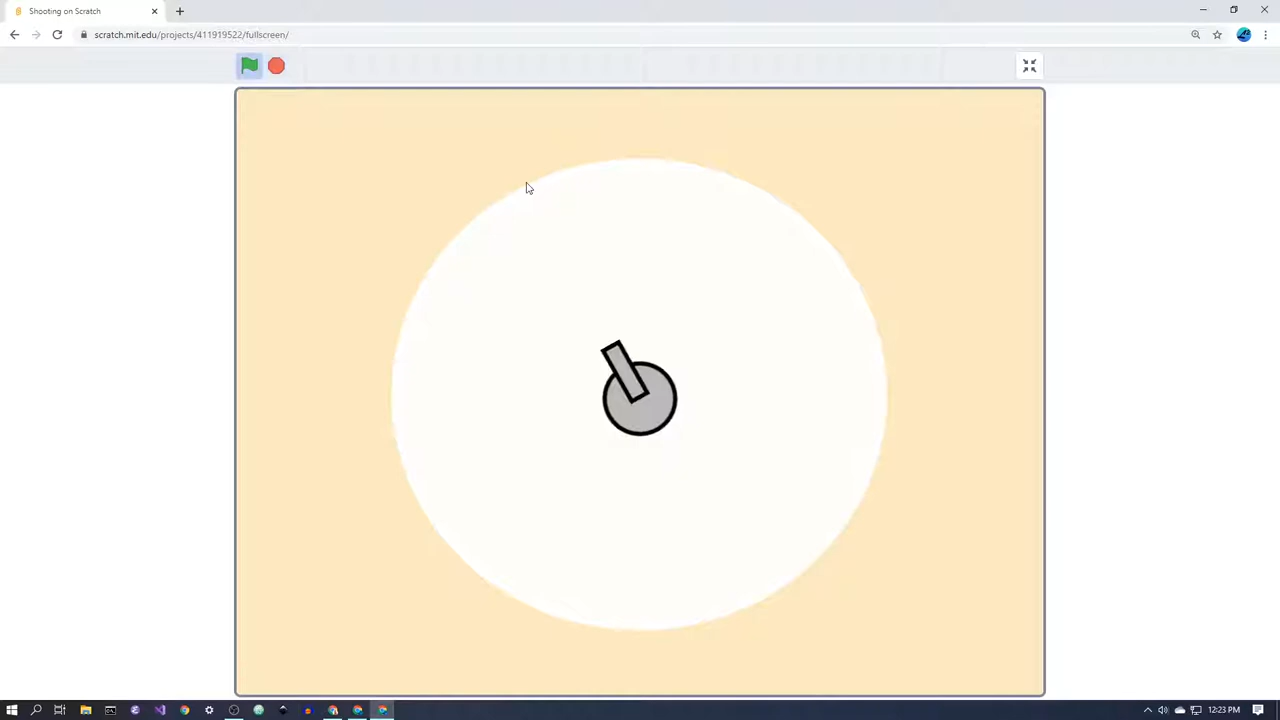 Shooting on Scratch
scratch.mit.edu/projects/411919522/fullscreen/
12:23 PM